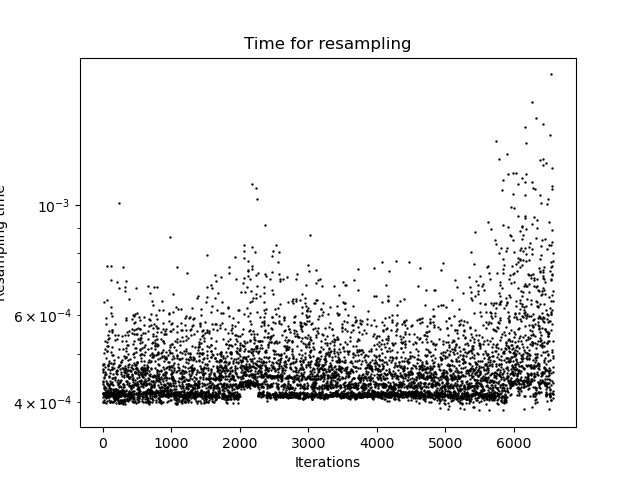 Time for resampling
10⁻³
6 × 10⁻⁴
4 × 10⁻⁴
Resampling time
0 1000 2000 3000 4000 5000 6000
Iterations